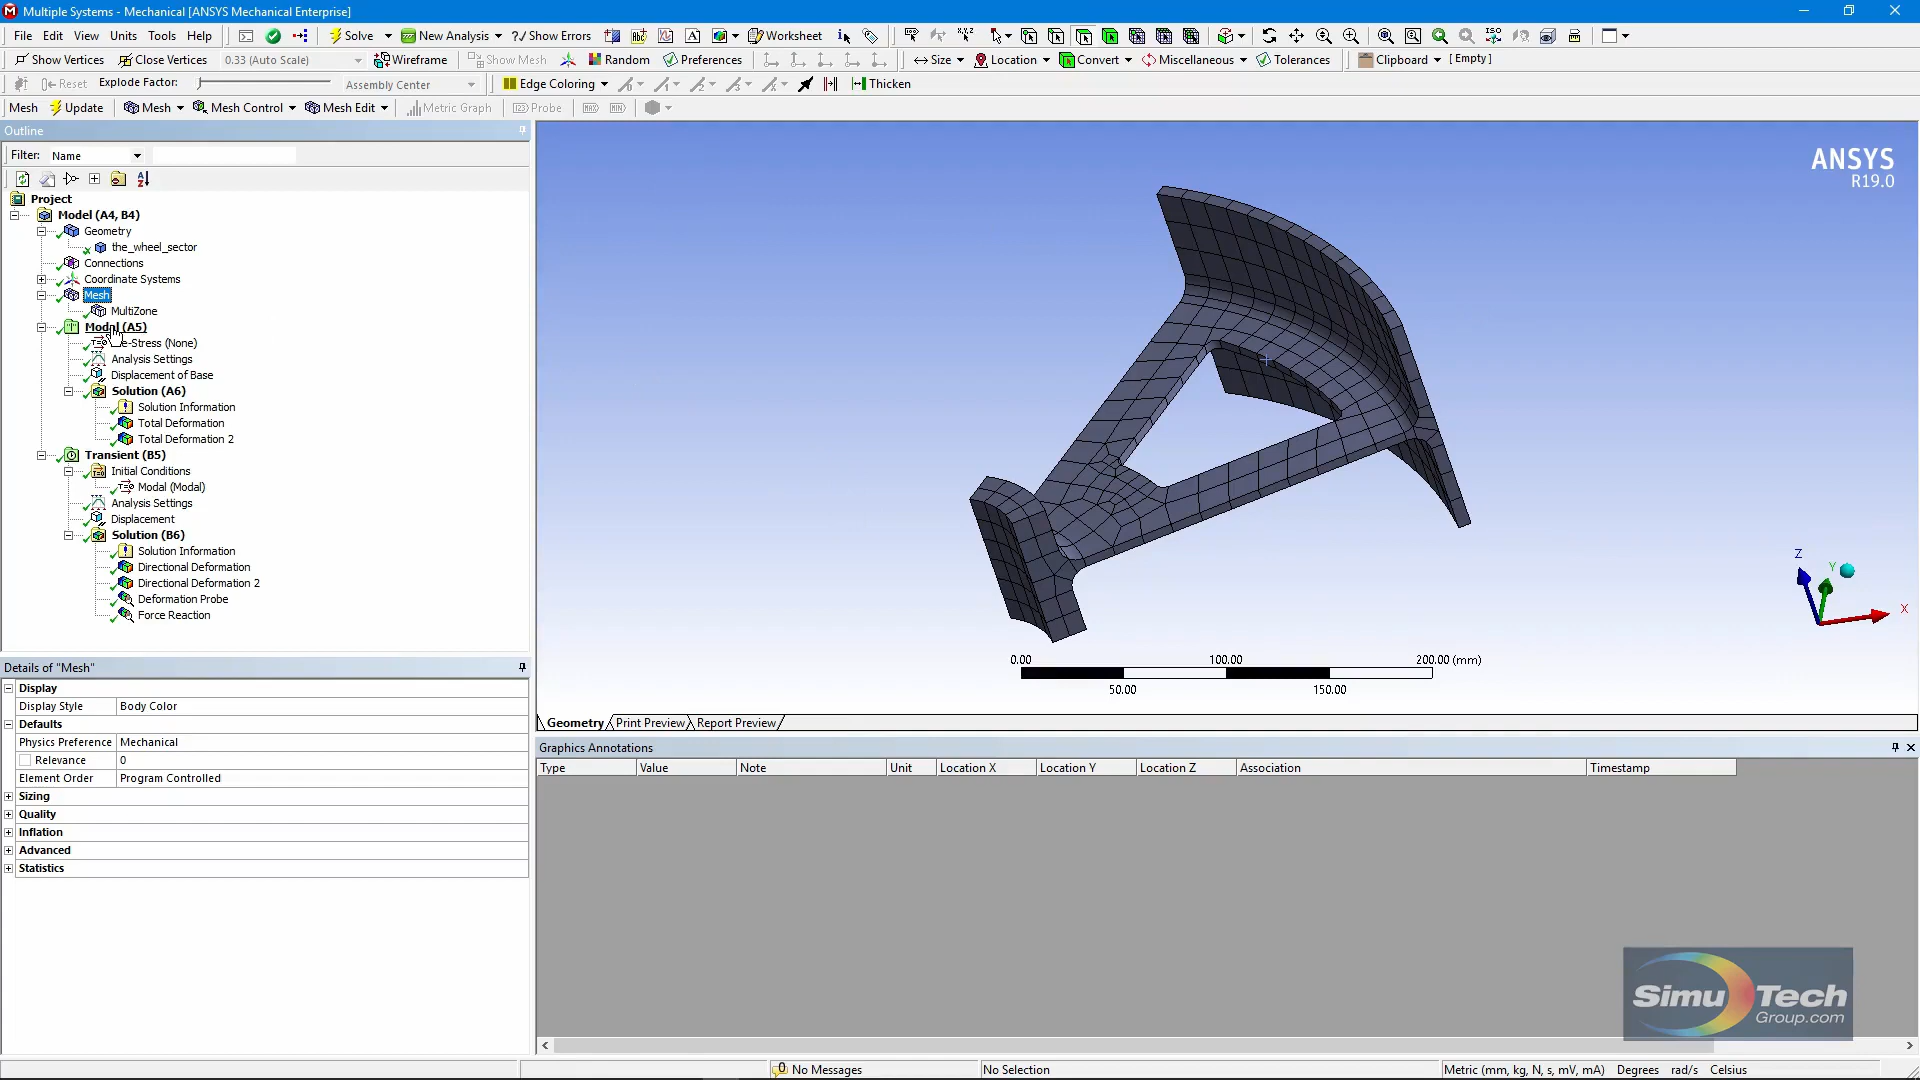 Multiple Systems - Mechanical [ANSYS Mechanical Enterprise]
File Edit View Units Tools Help Solve New Analysis ?/ Show Errors Worksheet
Show Vertices Close Vertices 0.33 (Auto Scale) Wireframe Show Mesh Random Preferences Size Location Convert Miscellaneous Tolerances Clipboard [ Empty ]
Reset Explode Factor: Assembly Center Edge Coloring Thicken
Mesh Update Mesh Mesh Control Mesh Edit Metric Graph Probe
Outline
Filter: Name
Project
Model (A4, B4)
Geometry
the_wheel_sector
Connections
Coordinate Systems
Mesh
MultiZone
Modal (A5)
e-Stress (None)
Analysis Settings
Displacement of Base
Solution (A6)
Solution Information
Total Deformation
Total Deformation 2
Transient (B5)
Initial Conditions
Modal (Modal)
Analysis Settings
Displacement
Solution (B6)
Solution Information
Directional Deformation
Directional Deformation 2
Deformation Probe
Force Reaction
Details of "Mesh"
Display
Display Style Body Color
Defaults
Physics Preference Mechanical
Relevance 0
Element Order Program Controlled
Sizing
Quality
Inflation
Advanced
Statistics
ANSYS
R19.0
Z
Y
X
0.00 100.00 200.00 (mm)
50.00 150.00
Geometry Print Preview Report Preview
Graphics Annotations
Type Value Note Unit Location X Location Y Location Z Association Timestamp
SimuTech
Group.com
0 No Messages No Selection Metric (mm, kg, N, s, mV, mA) Degrees rad/s Celsius